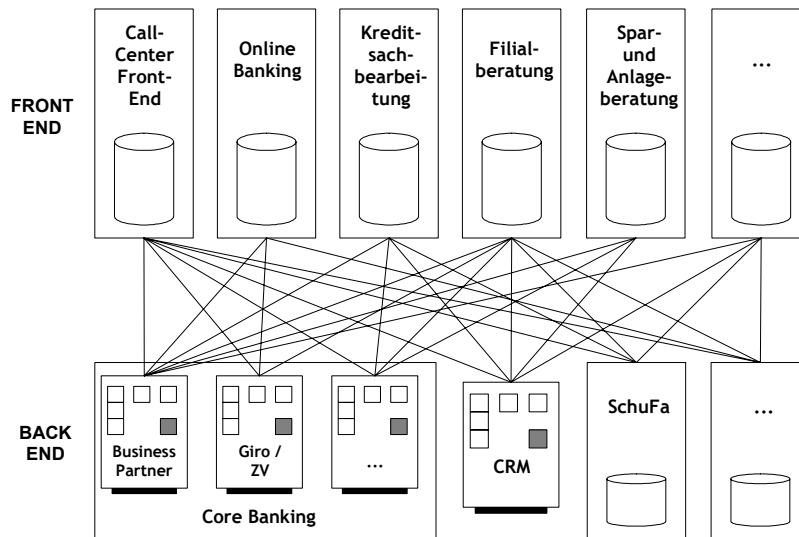 Call-
Center
Front-
End
Online
Banking
Kredit-
sach-
bearbei-
tung
Filial-
beratung
Spar-
und
Anlage-
beratung
...
FRONT
END
BACK
END
Business
Partner
Giro /
ZV
...
Core Banking
CRM
SchuFa
...